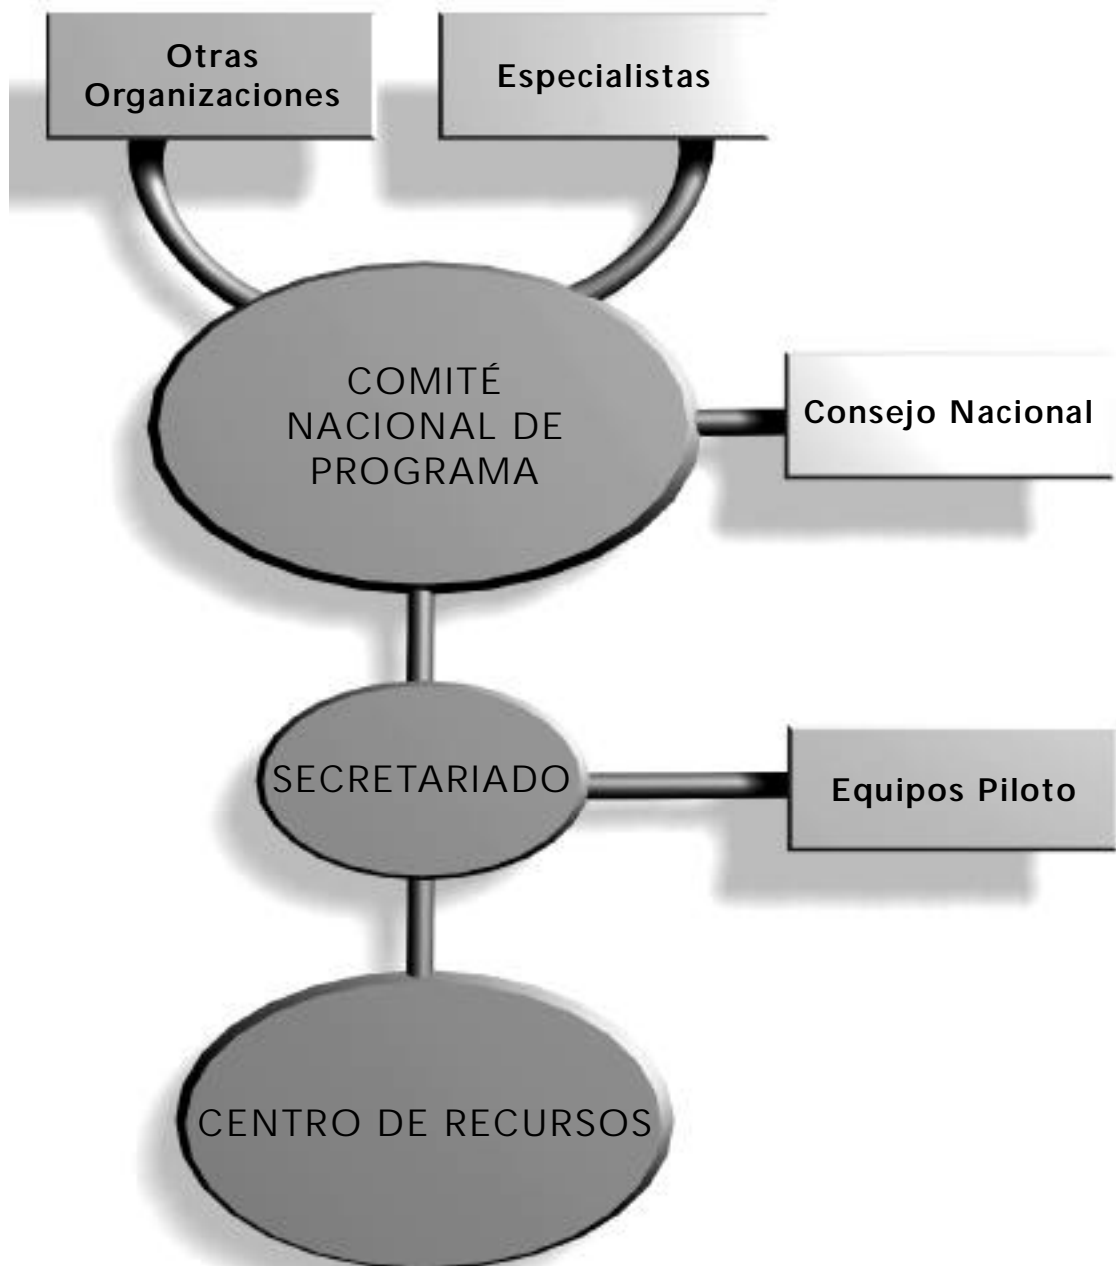 Otras
Organizaciones
Especialistas
COMITÉ
NACIONAL DE
PROGRAMA
Consejo Nacional
SECRETARIADO
Equipos Piloto
CENTRO DE RECURSOS